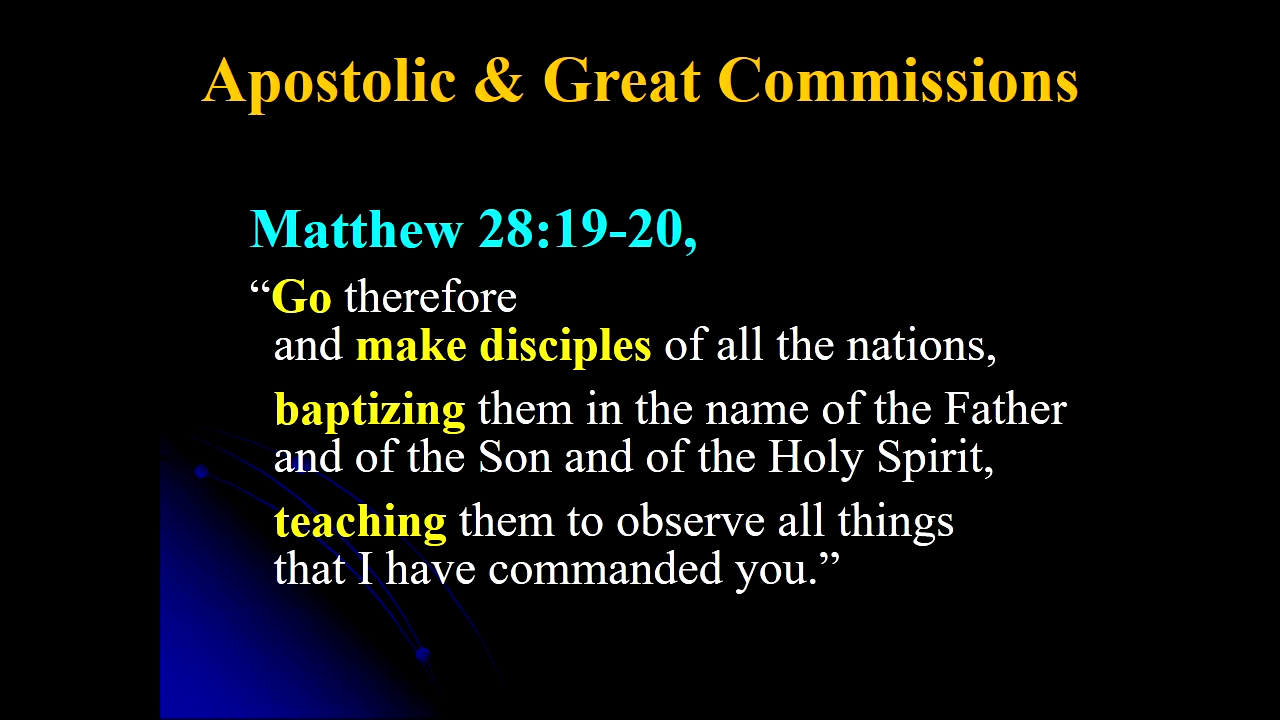 Apostolic & Great Commissions
Matthew 28:19-20,
“Go therefore
and make disciples of all the nations,
baptizing them in the name of the Father
and of the Son and of the Holy Spirit,
teaching them to observe all things
that I have commanded you.”